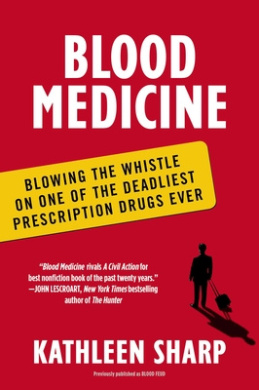 BLOOD
MEDICINE
BLOWING THE WHISTLE
ON ONE OF THE DEADLIEST
PRESCRIPTION DRUGS EVER
“Blood Medicine rivals A Civil Action for
best nonfiction book of the past twenty years.”
—JOHN LESCROART, New York Times bestselling
author of The Hunter
KATHLEEN SHARP
Previously published as BLOOD FEUD